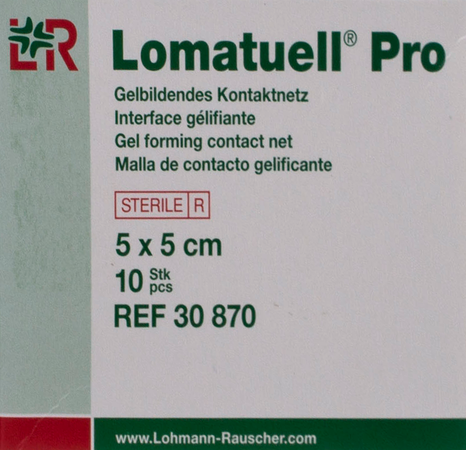 L&R
Lomatuell® Pro
Gelbildendes Kontaktnetz
Interface gélifiante
Gel forming contact net
Malla de contacto gelificante
STERILE R
5 x 5 cm
10 Stk pcs
REF 30 870
www.Lohmann-Rauscher.com